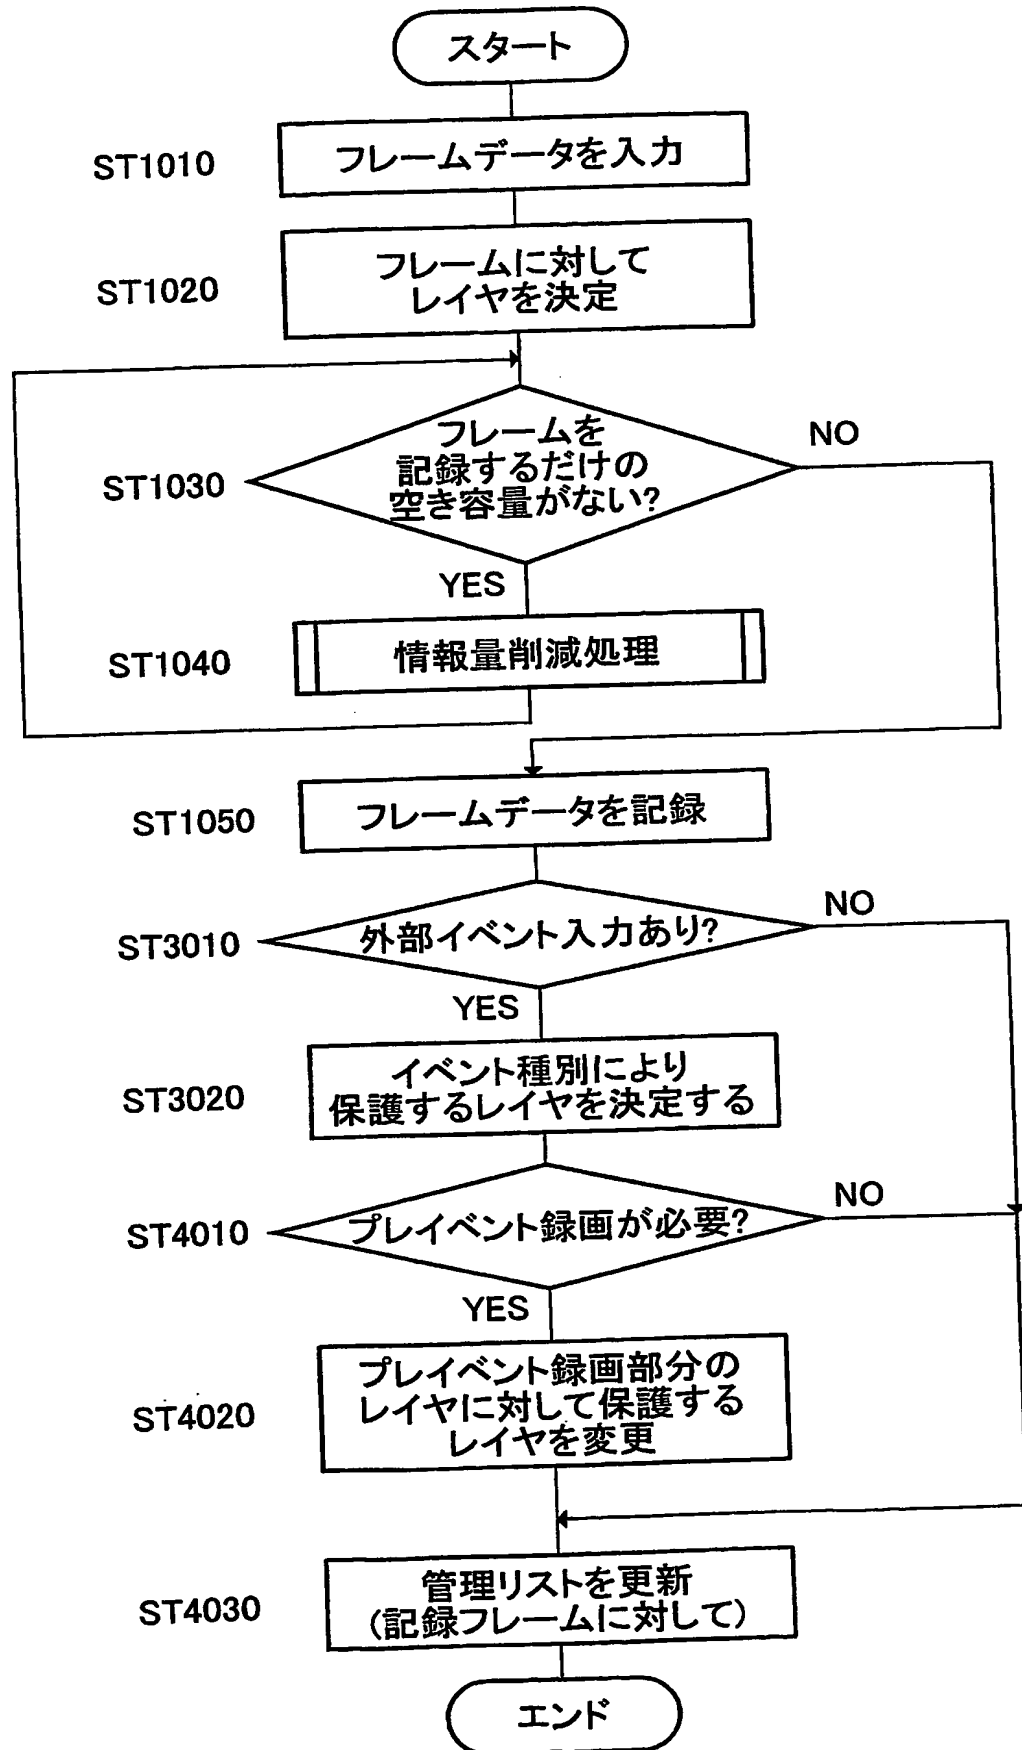 スタート
ST1010
フレームデータを入力
ST1020
フレームに対して
レイヤを決定
ST1030
フレームを
記録するだけの
空き容量がない?
NO
YES
ST1040
情報量削減処理
ST1050
フレームデータを記録
ST3010
外部イベント入力あり?
NO
YES
ST3020
イベント種別により
保護するレイヤを決定する
ST4010
プレイベント録画が必要?
NO
YES
ST4020
プレイベント録画部分の
レイヤに対して保護する
レイヤを変更
ST4030
管理リストを更新
(記録フレームに対して)
エンド